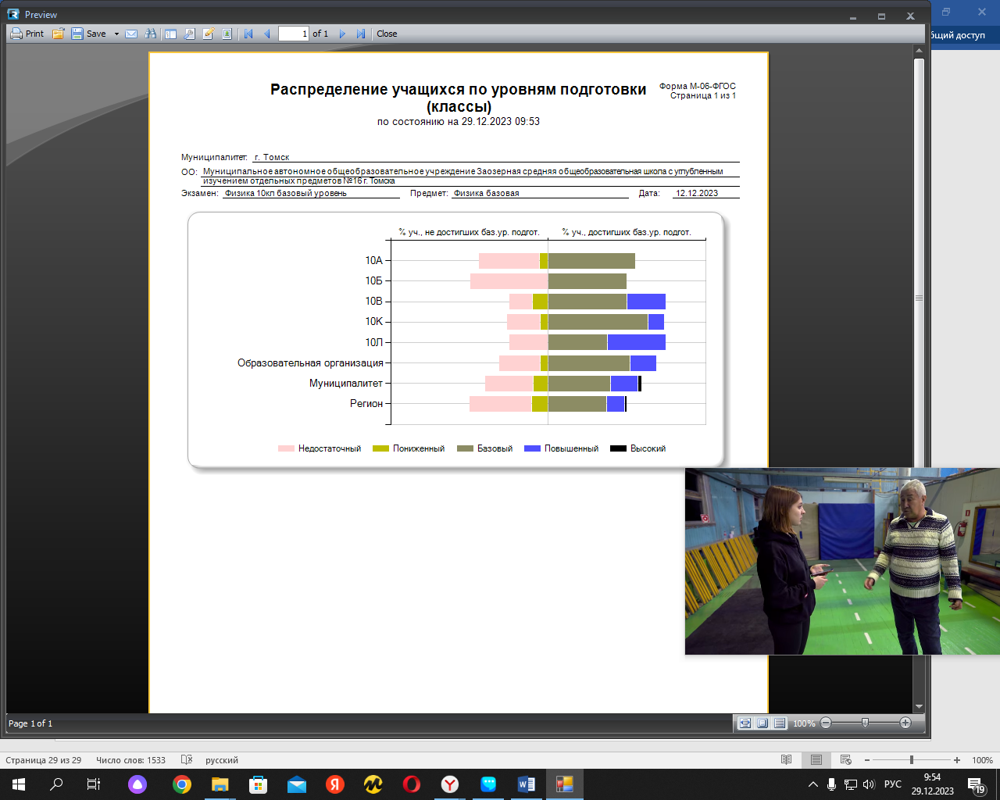 Preview
Print
Save
1
of 1
Close
бщий доступ
Форма М-06-ФГОС
Страница 1 из 1
Распределение учащихся по уровням подготовки
(классы)
по состоянию на 29.12.2023 09:53
Муниципалитет: г. Томск
ОО: Муниципальное автономное общеобразовательное учреждение Заозерная средняя общеобразовательная школа с углубленным
изучением отдельных предметов №16 г. Томска
Экзамен: Физика 10кл базовый уровень Предмет: Физика базовая Дата: 12.12.2023
% уч., не достигших баз.ур. подгот. % уч., достигших баз.ур. подгот.
10А
10Б
10В
10К
10Л
Образовательная организация
Муниципалитет
Регион
Недостаточный Пониженный Базовый Повышенный Высокий
Page 1 of 1
100%
Страница 29 из 29 Число слов: 1533 русский
100%
РУС
9:54
29.12.2023
19